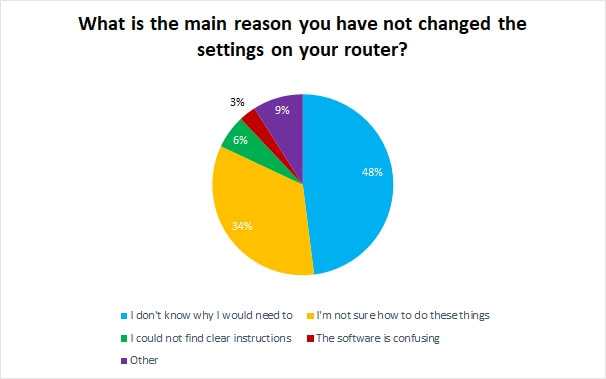 What is the main reason you have not changed the
settings on your router?
3%
9%
6%
48%
34%
I don't know why I would need to
I'm not sure how to do these things
I could not find clear instructions
The software is confusing
Other